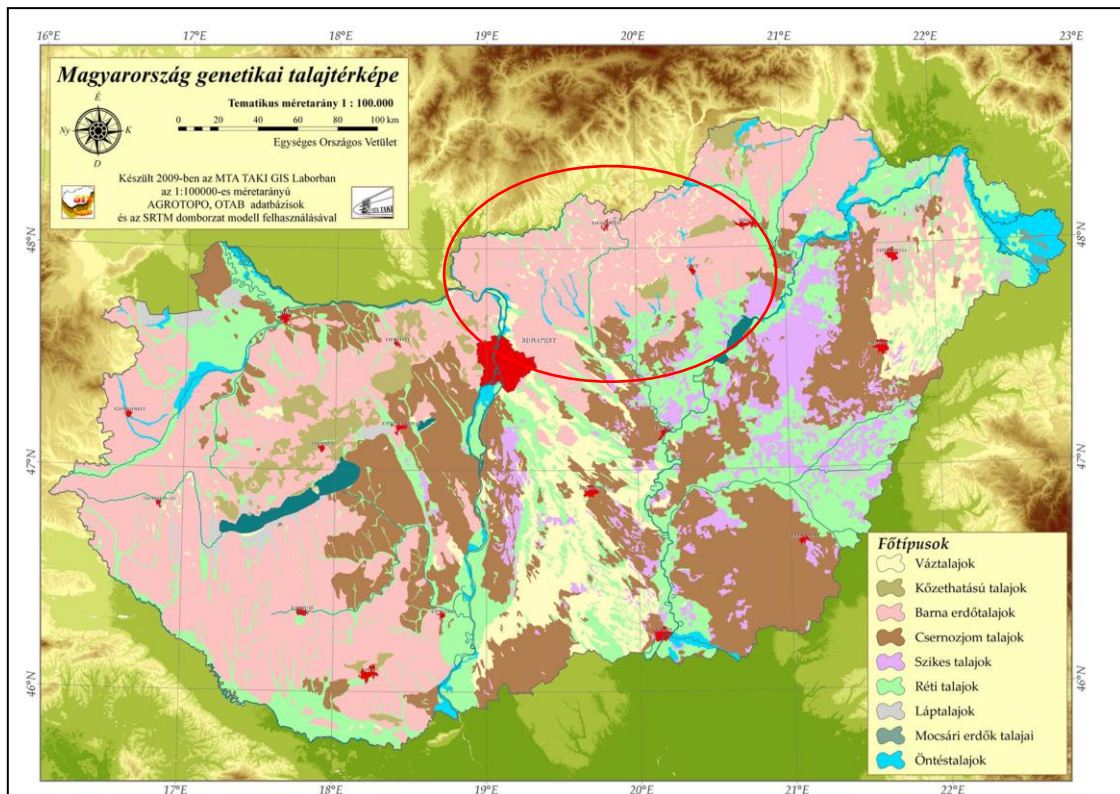 16°E 17°E 18°E 19°E 20°E 21°E 22°E 23°E
Magyarország genetikai talajtérképe
É
Ny K
D
Tematikus méretarány 1 : 100.000
0 20 40 60 80 100 km
Egységes Országos Vetület
Készült 2009-ben az MTA TAKI GIS Laborban
az 1:100000-es méretarányú
AGROTOPO, OTAB adatbázisok
és az SRTM domborzat modell felhasználásával
MTA TAKI
48°N 48°N
BUDAPEST
47°N 47°N
46°N 46°N
Főtípusok
Váztalajok
Kőzethatású talajok
Barna erdőtalajok
Csernozjom talajok
Szikes talajok
Réti talajok
Láptalajok
Mocsári erdők talajai
Öntéstalajok
17°E 18°E 19°E 20°E 21°E 22°E